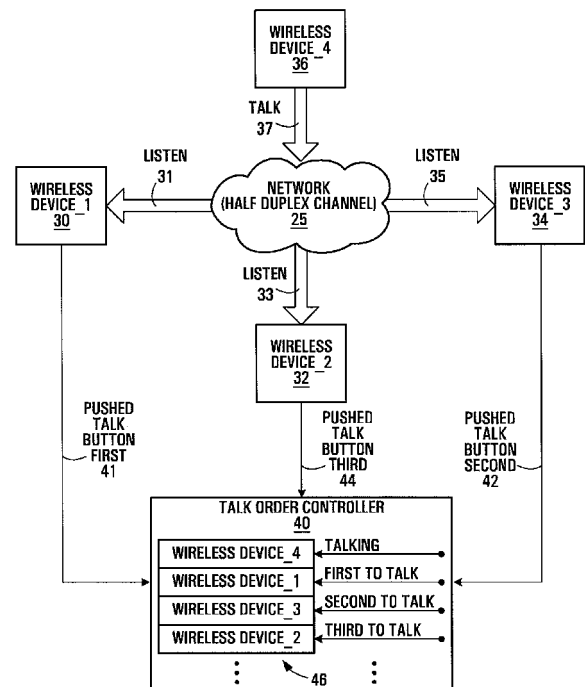 WIRELESS
DEVICE_4
36
TALK
37
LISTEN
31
LISTEN
35
WIRELESS
DEVICE_1
30
NETWORK
(HALF DUPLEX CHANNEL)
25
WIRELESS
DEVICE_3
34
LISTEN
33
WIRELESS
DEVICE_2
32
PUSHED
TALK
BUTTON
FIRST
41
PUSHED
TALK
BUTTON
THIRD
44
PUSHED
TALK
BUTTON
SECOND
42
TALK ORDER CONTROLLER
40
WIRELESS DEVICE_4
TALKING
WIRELESS DEVICE_1
FIRST TO TALK
WIRELESS DEVICE_3
SECOND TO TALK
WIRELESS DEVICE_2
THIRD TO TALK
46